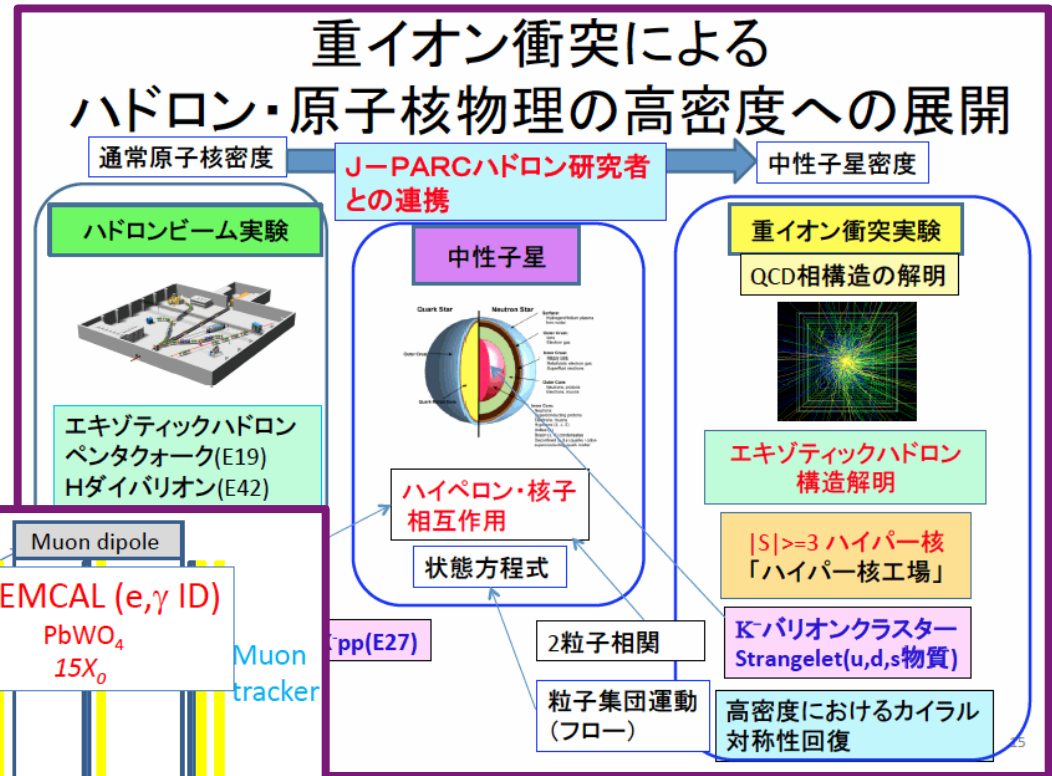 重イオン衝突による
ハドロン・原子核物理の高密度への展開
通常原子核密度
J－PARCハドロン研究者
との連携
中性子星密度
ハドロンビーム実験
エキゾティックハドロン
ペンタクォーク(E19)
Hダイバリオン(E42)
中性子星
Quark Star
Neutron Star
ハイペロン・核子
相互作用
状態方程式
pp(E27)
2粒子相関
粒子集団運動
(フロー)
重イオン衝突実験
QCD相構造の解明
エキゾティックハドロン
構造解明
|S|>=3 ハイパー核
「ハイパー核工場」
K⁻バリオンクラスター
Strangelet(u,d,s物質)
高密度におけるカイラル
対称性回復
Muon dipole
EMCAL (e,γ ID)
PbWO₄
15X₀
Muon
tracker